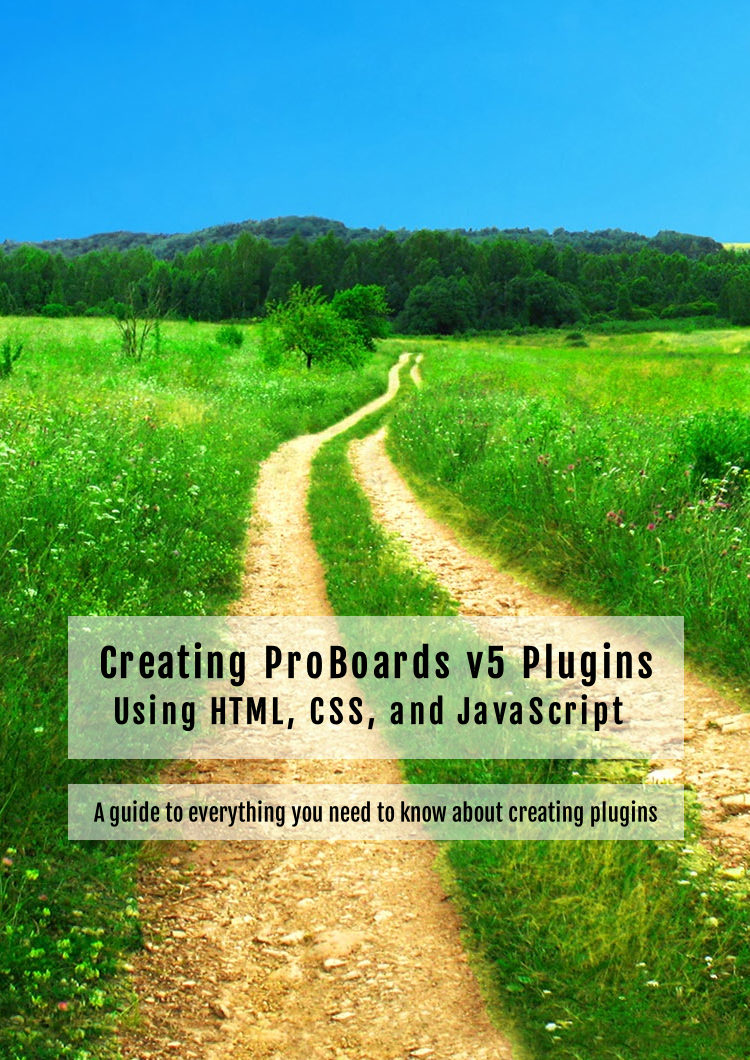 Creating ProBoards v5 Plugins
Using HTML, CSS, and JavaScript
A guide to everything you need to know about creating plugins